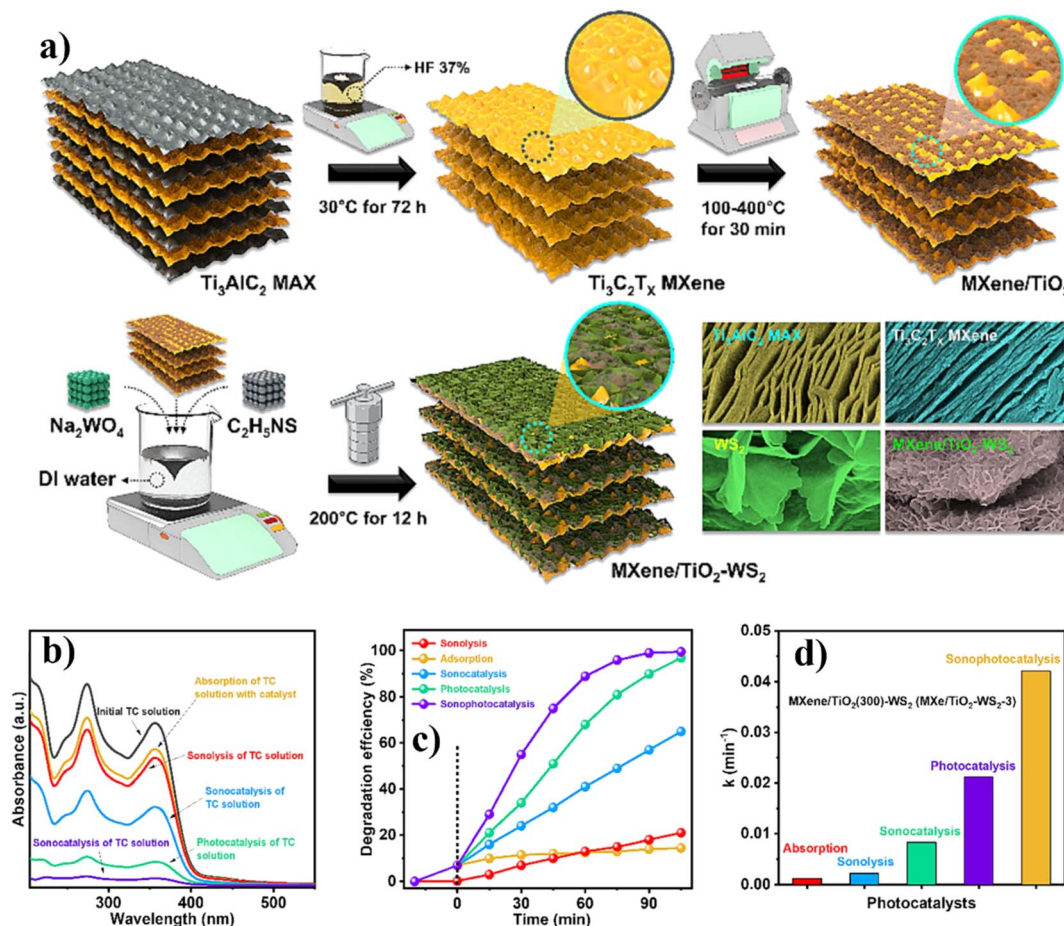 a)
HF 37%
30°C for 72 h
100-400°C
for 30 min
Ti₃AlC₂ MAX
Ti₃C₂Tₓ MXene
MXene/TiO₂
Na₂WO₄
C₂H₅NS
DI water
200°C for 12 h
MXene/TiO₂-WS₂
Ti₃AlC₂ MAX
Ti₃C₂Tₓ MXene
WS₂
MXene/TiO₂-WS₂
b)
Absorbance (a.u.)
Initial TC solution
Absorption of TC
solution with catalyst
Sonolysis of TC solution
Sonocatalysis of
TC solution
Sonocatalysis of TC solution
Photocatalysis of TC
solution
300
400
500
Wavelength (nm)
c)
Degradation effciency (%)
100
80
60
40
20
0
Sonolysis
Adsorption
Sonocatalysis
Photocatalysis
Sonophotocatalysis
0
30
60
90
Time (min)
d)
k (min⁻¹)
0.05
0.04
0.03
0.02
0.01
0.00
MXene/TiO₂(300)-WS₂ (MXe/TiO₂-WS₂-3)
Absorption
Sonolysis
Sonocatalysis
Photocatalysis
Sonophotocatalysis
Photocatalysts